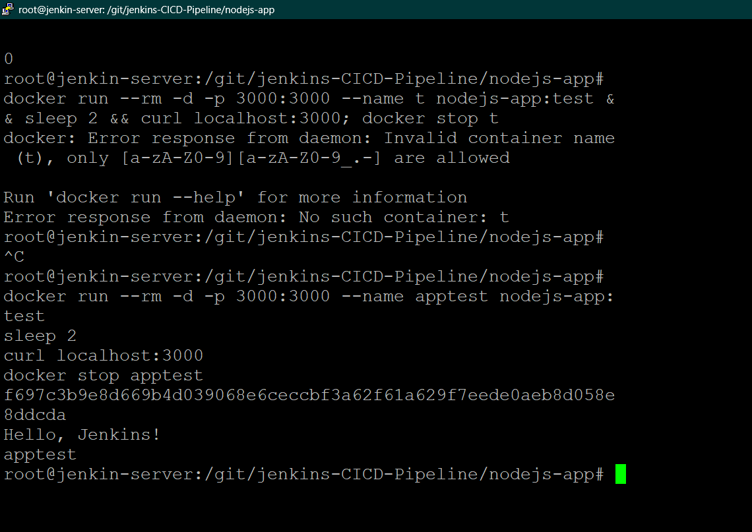 root@jenkin-server: /git/jenkins-CICD-Pipeline/nodejs-app
0
root@jenkin-server:/git/jenkins-CICD-Pipeline/nodejs-app#
docker run --rm -d -p 3000:3000 --name t nodejs-app:test &
& sleep 2 && curl localhost:3000; docker stop t
docker: Error response from daemon: Invalid container name
 (t), only [a-zA-Z0-9][a-zA-Z0-9_.-] are allowed

Run 'docker run --help' for more information
Error response from daemon: No such container: t
root@jenkin-server:/git/jenkins-CICD-Pipeline/nodejs-app#
^C
root@jenkin-server:/git/jenkins-CICD-Pipeline/nodejs-app#
docker run --rm -d -p 3000:3000 --name apptest nodejs-app:
test
sleep 2
curl localhost:3000
docker stop apptest
f697c3b9e8d669b4d039068e6ceccbf3a62f61a629f7eede0aeb8d058e
8ddcda
Hello, Jenkins!
apptest
root@jenkin-server:/git/jenkins-CICD-Pipeline/nodejs-app#